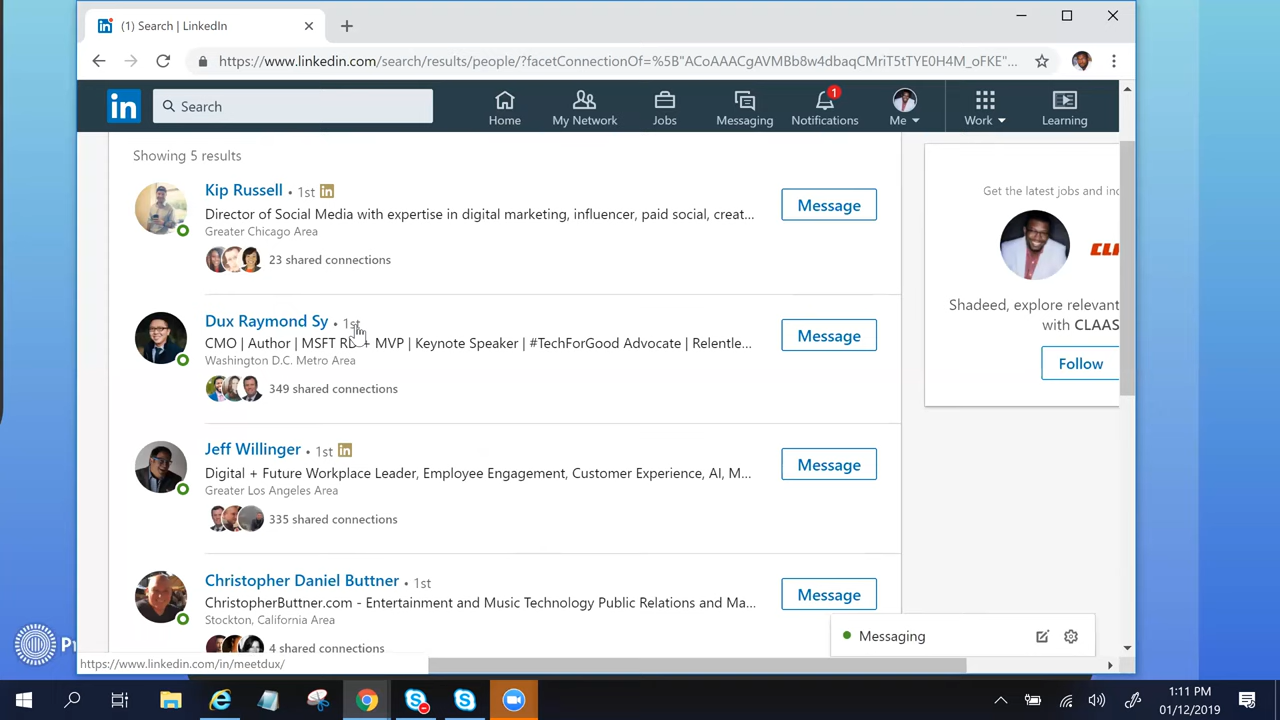 in (1) Search | LinkedIn
https://www.linkedin.com/search/results/people/?facetConnectionOf=%5B"ACoAAACgAVMBb8w4dbaqCMriT5tTYE0H4M_oFKE"...
in
Search
Home
My Network
Jobs
Messaging
1
Notifications
Me
Work
Learning
Showing 5 results
Kip Russell • 1st in
Director of Social Media with expertise in digital marketing, influencer, paid social, creat...
Greater Chicago Area
23 shared connections
Message
Dux Raymond Sy • 1st
CMO | Author | MSFT RD + MVP | Keynote Speaker | #TechForGood Advocate | Relentle...
Washington D.C. Metro Area
349 shared connections
Message
Jeff Willinger • 1st in
Digital + Future Workplace Leader, Employee Engagement, Customer Experience, AI, M...
Greater Los Angeles Area
335 shared connections
Message
Christopher Daniel Buttner • 1st
ChristopherButtner.com - Entertainment and Music Technology Public Relations and Ma...
Stockton, California Area
4 shared connections
Message
Get the latest jobs and in
CL
Shadeed, explore relevant
with CLAAS
Follow
Messaging
https://www.linkedin.com/in/meetdux/
1:11 PM
01/12/2019